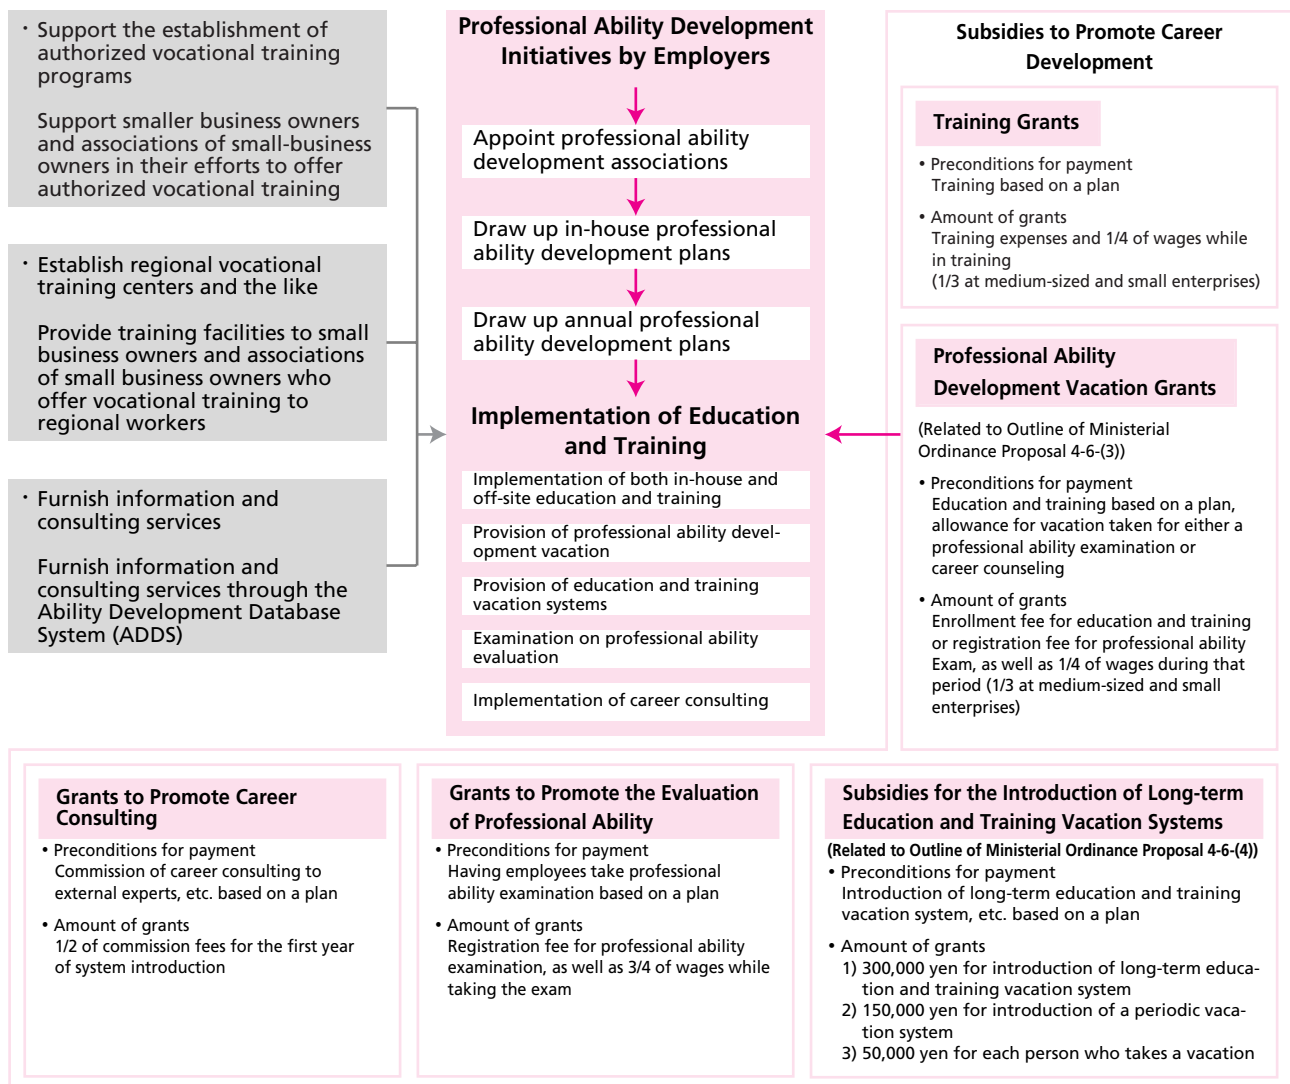 ・Support the establishment of
authorized vocational training
programs
Support smaller business owners
and associations of small-business
owners in their efforts to offer
authorized vocational training
・Establish regional vocational
training centers and the like
Provide training facilities to small
business owners and associations
of small business owners who
offer vocational training to
regional workers
・Furnish information and
consulting services
Furnish information and
consulting services through the
Ability Development Database
System (ADDS)
Professional Ability Development
Initiatives by Employers
Appoint professional ability
development associations
Draw up in-house professional
ability development plans
Draw up annual professional
ability development plans
Implementation of Education
and Training
Implementation of both in-house and
off-site education and training
Provision of professional ability devel-
opment vacation
Provision of education and training
vacation systems
Examination on professional ability
evaluation
Implementation of career consulting
Subsidies to Promote Career
Development
Training Grants
• Preconditions for payment
Training based on a plan
• Amount of grants
Training expenses and 1/4 of wages while
in training
(1/3 at medium-sized and small enterprises)
Professional Ability
Development Vacation Grants
(Related to Outline of Ministerial
Ordinance Proposal 4-6-(3))
• Preconditions for payment
Education and training based on a plan,
allowance for vacation taken for either a
professional ability examination or
career counseling
• Amount of grants
Enrollment fee for education and training
or registration fee for professional ability
Exam, as well as 1/4 of wages during that
period (1/3 at medium-sized and small
enterprises)
Grants to Promote Career
Consulting
• Preconditions for payment
Commission of career consulting to
external experts, etc. based on a plan
• Amount of grants
1/2 of commission fees for the first year
of system introduction
Grants to Promote the Evaluation
of Professional Ability
• Preconditions for payment
Having employees take professional
ability examination based on a plan
• Amount of grants
Registration fee for professional ability
examination, as well as 3/4 of wages while
taking the exam
Subsidies for the Introduction of Long-term
Education and Training Vacation Systems
(Related to Outline of Ministerial Ordinance Proposal 4-6-(4))
• Preconditions for payment
Introduction of long-term education and training
vacation system, etc. based on a plan
• Amount of grants
1) 300,000 yen for introduction of long-term educa-
tion and training vacation system
2) 150,000 yen for introduction of a periodic vaca-
tion system
3) 50,000 yen for each person who takes a vacation